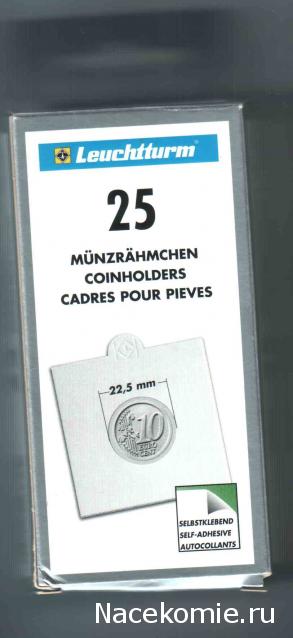 Leuchtturm
25
MÜNZRÄHMCHEN
COINHOLDERS
CADRES POUR PIEVES
22,5 mm
10
EURO
CENT
SELBSTKLEBEND
SELF-ADHESIVE
AUTOCOLLANTS
Nacekomie.ru